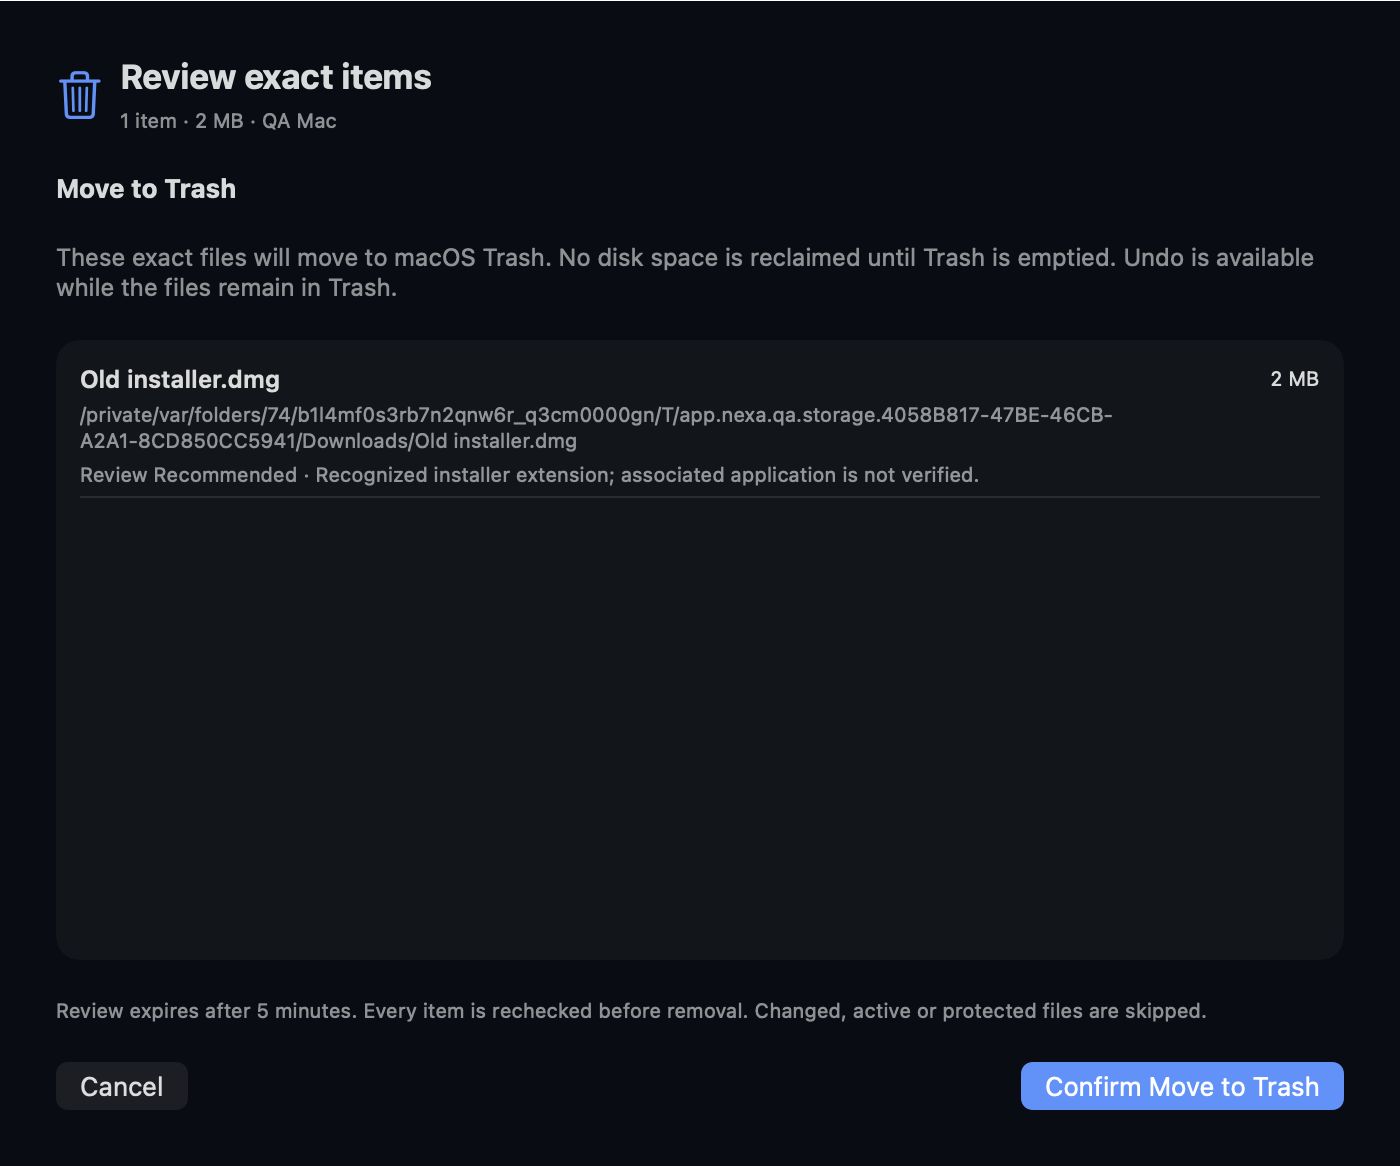 Review exact items
1 item · 2 MB · QA Mac
Move to Trash
These exact files will move to macOS Trash. No disk space is reclaimed until Trash is emptied. Undo is available
while the files remain in Trash.
Old installer.dmg
2 MB
/private/var/folders/74/b1l4mf0s3rb7n2qnw6r_q3cm0000gn/T/app.nexa.qa.storage.4058B817-47BE-46CB-
A2A1-8CD850CC5941/Downloads/Old installer.dmg
Review Recommended · Recognized installer extension; associated application is not verified.
Review expires after 5 minutes. Every item is rechecked before removal. Changed, active or protected files are skipped.
Cancel
Confirm Move to Trash